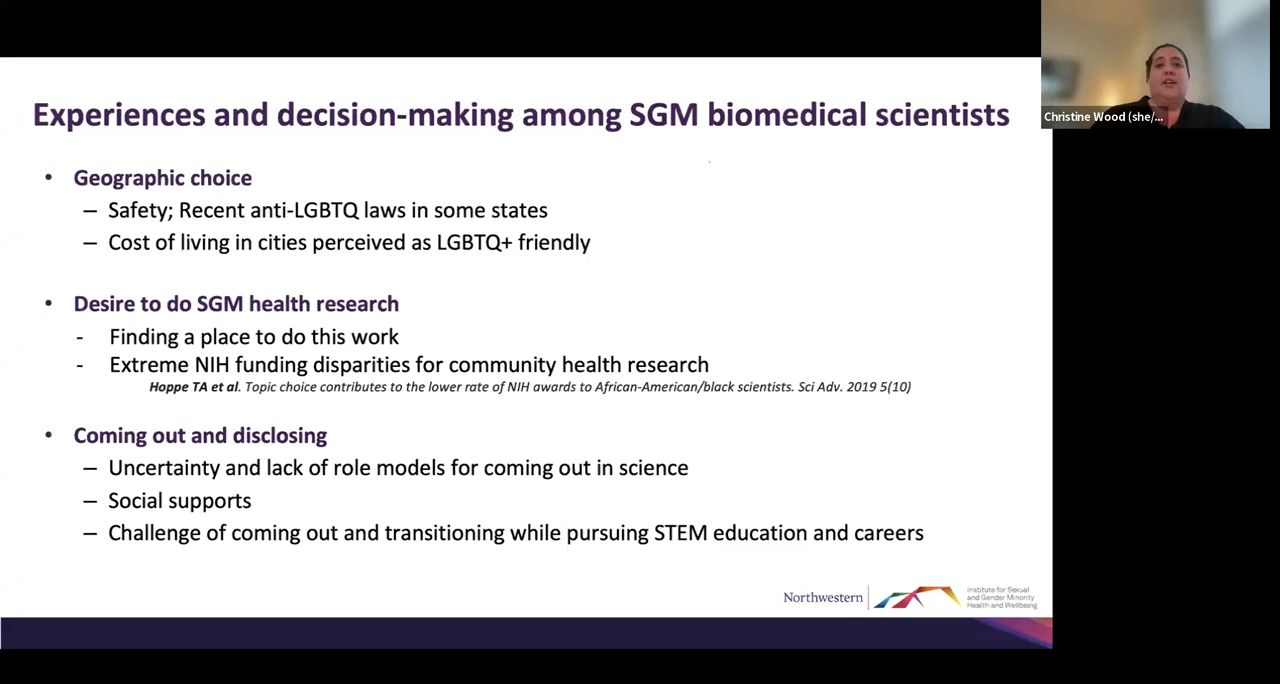 Experiences and decision-making among SGM biomedical scientists
Christine Wood (she/...
• Geographic choice
– Safety; Recent anti-LGBTQ laws in some states
– Cost of living in cities perceived as LGBTQ+ friendly
• Desire to do SGM health research
- Finding a place to do this work
- Extreme NIH funding disparities for community health research
Hoppe TA et al. Topic choice contributes to the lower rate of NIH awards to African-American/black scientists. Sci Adv. 2019 5(10)
• Coming out and disclosing
– Uncertainty and lack of role models for coming out in science
– Social supports
– Challenge of coming out and transitioning while pursuing STEM education and careers
Northwestern
Institute for Sexual
and Gender Minority
Health and Wellbeing